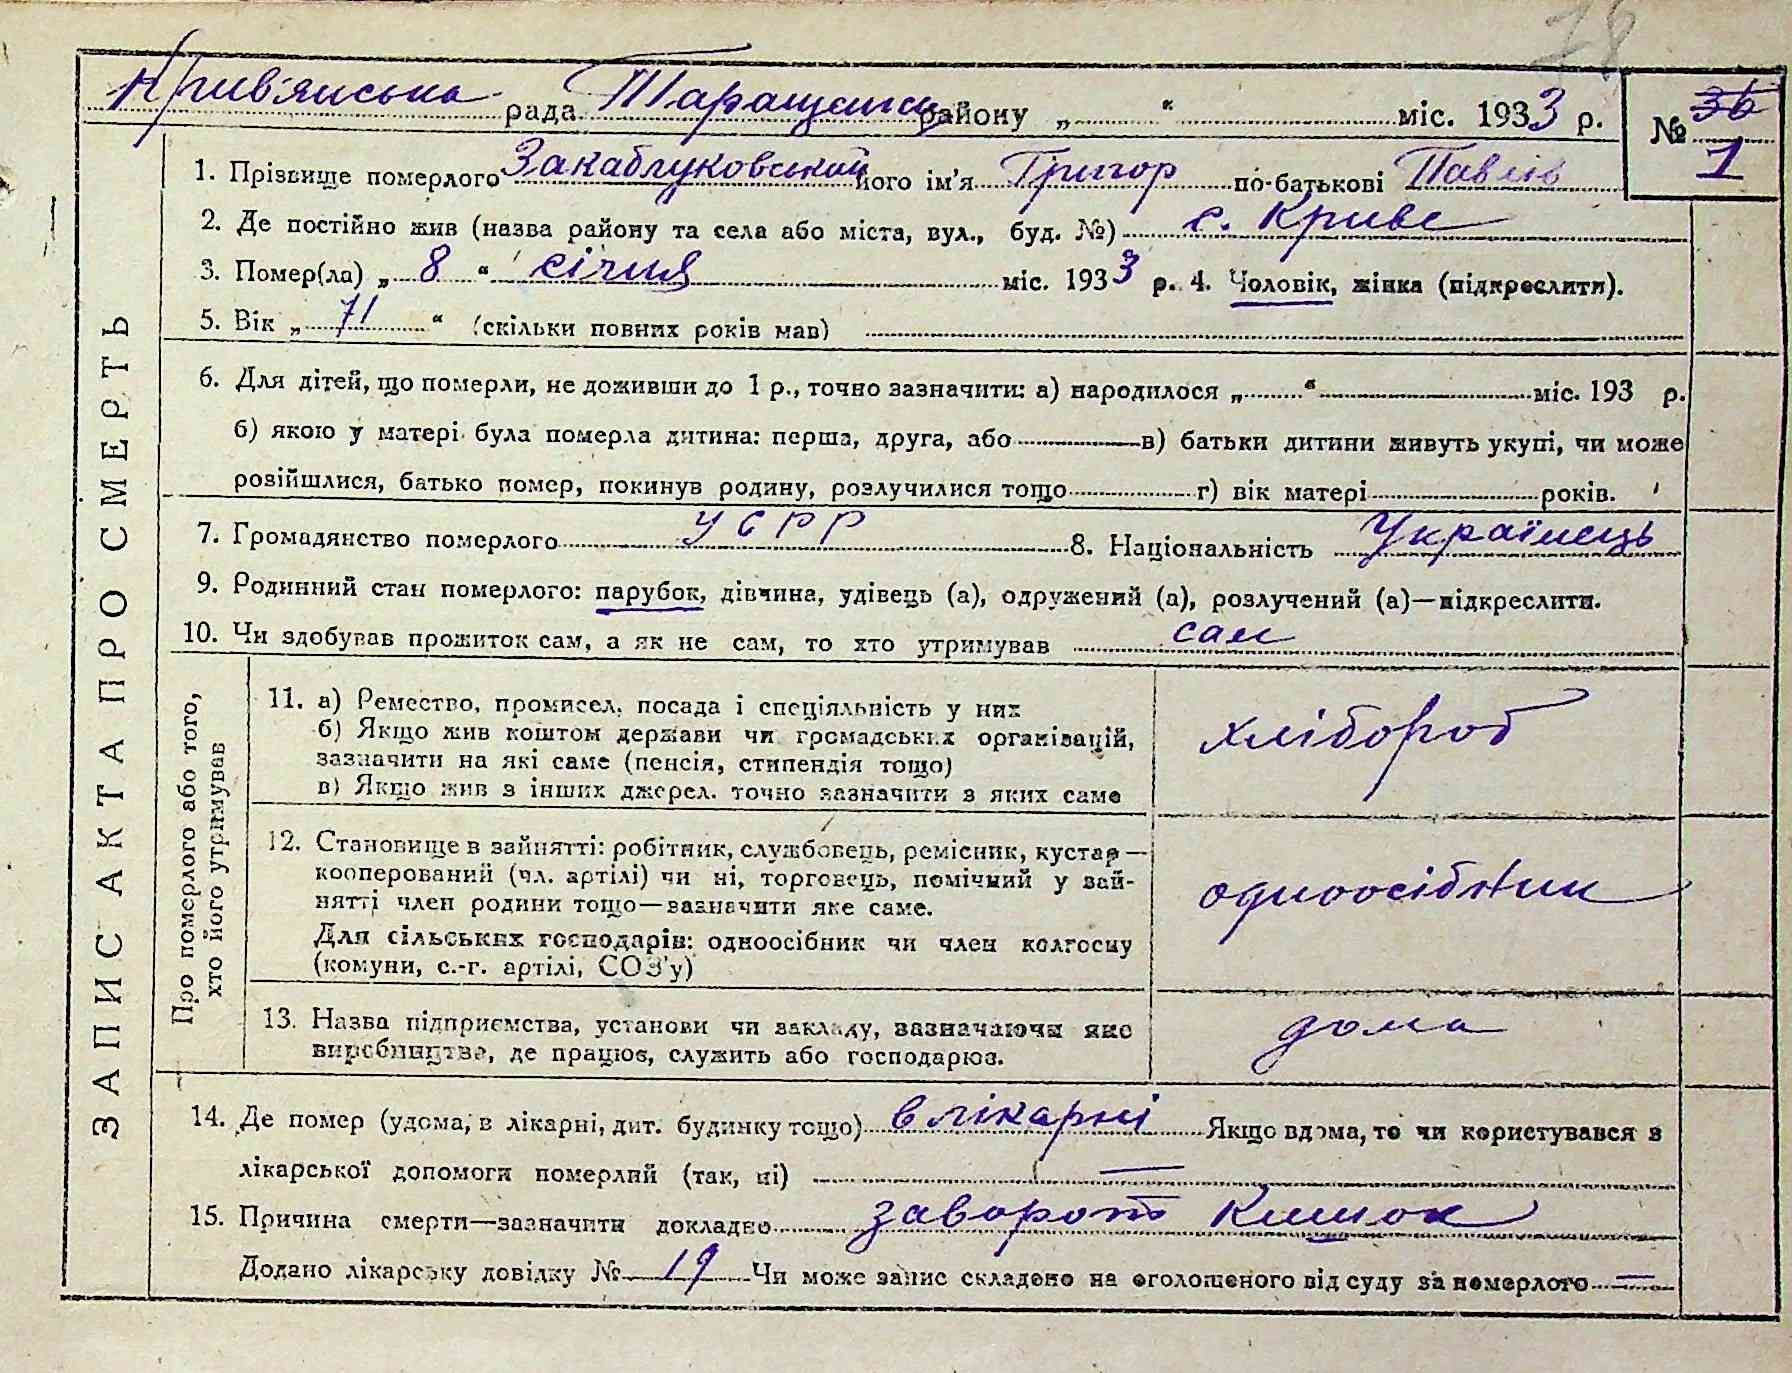 78
Кривянська рада Таращанськ району „ “ міс. 1933 р. № 36
1
1. Прізвище померлого Закаблуковський його ім'я Григор по-батькові Павлів
2. Де постійно жив (назва району та села або міста, вул., буд. №) с. Криве
3. Помер(ла) „ 8 “ січня міс. 1933 р. 4. Чоловік, жінка (підкреслити).
5. Вік „ 71 “ (скільки повних років мав)
6. Для дітей, що померли, не доживши до 1 р., точно зазначити: а) народилося „ “ міс. 193 р.
б) якою у матері була померла дитина: перша, друга, або в) батьки дитини живуть укупі, чи може
розійшлися, батько помер, покинув родину, розлучилися тощо г) вік матері років.
7. Громадянство померлого УСРР 8. Національність Українець
9. Родинний стан померлого: парубок, дівчина, удівець (а), одружений (а), розлучений (а)—підкреслити.
10. Чи здобував прожиток сам, а як не сам, то хто утримував сам
ЗАПИС АКТА ПРО СМЕРТЬ
Про померлого або того,
хто його утримував
11. а) Ремество, промисел, посада і спеціяльність у них
б) Якщо жив коштом держави чи громадських організацій,
зазначити на які саме (пенсія, стипендія тощо)
в) Якщо жив з інших джерел, точно зазначити з яких саме
хлібороб
12. Становище в зайнятті: робітник, службовець, ремісник, кустар—
кооперований (чл. артілі) чи ні, торговець, помічний у зай-
нятті член родини тощо—зазначити яке саме.
Для сільських господарів: одноосібник чи член колгоспу
(комуни, с.-г. артілі, СОЗ'у)
одноосібник
13. Назва підприємства, установи чи закладу, зазначаючи яке
виробництво, де працює, служить або господарює.
дома
14. Де помер (удома, в лікарні, дит. будинку тощо) в лікарні Якщо вдома, то чи користувався з
лікарської допомоги померлий (так, ні) —
15. Причина смерти—зазначити докладно заворот Кишок
Додано лікарську довідку № 19 Чи може запис складено на оголошеного від суду за померлого —